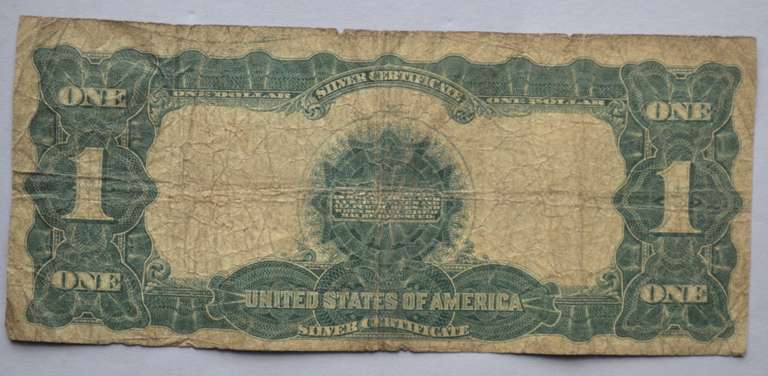 SILVER CERTIFICATE
ONE ONE DOLLAR ONE DOLLAR ONE
1 1
ONE ONE
UNITED STATES OF AMERICA
SILVER CERTIFICATE